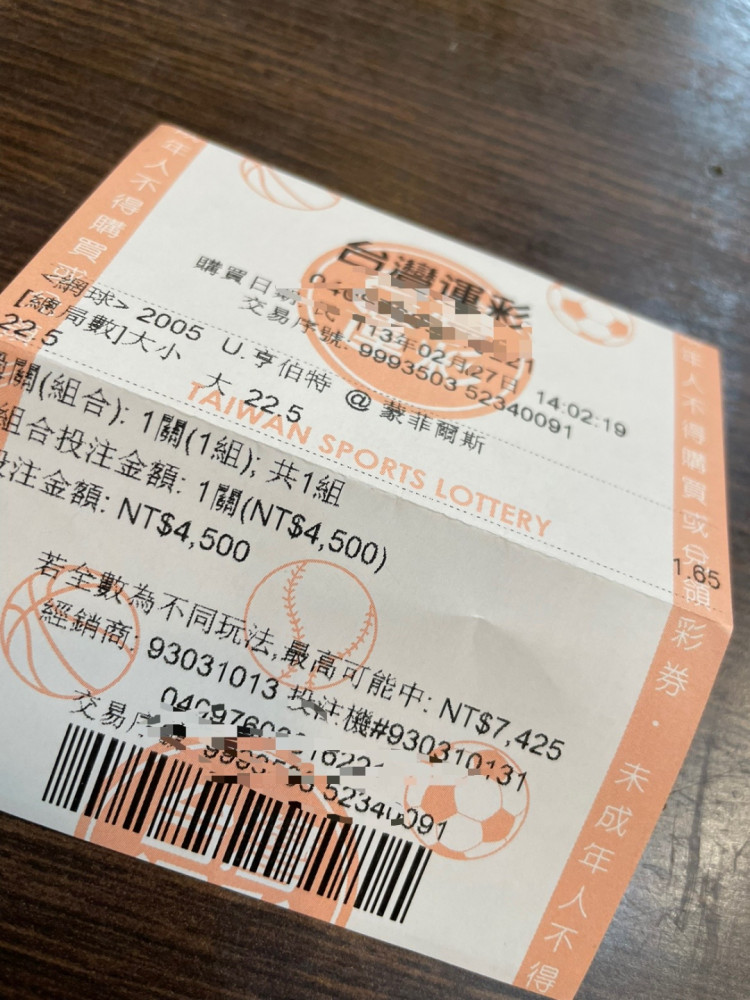 台灣運彩
購買日期
113年02月27日 14:02:19
交易序號: 9993503 52340091
<網球> 2005 U.亨伯特 @ 蒙菲爾斯
[總局數]大小
22.5
大 22.5
1.65
TAIWAN SPORTS LOTTERY
關(組合): 1關(1組); 共1組
組合投注金額: 1關(NT$4,500)
投注金額: NT$4,500
若全數為不同玩法,最高可能中: NT$7,425
經銷商: 93031013 投注機#930310131
交易
52340091
年人不得購買或
年人不得購買或兌領彩券・未成年人不得